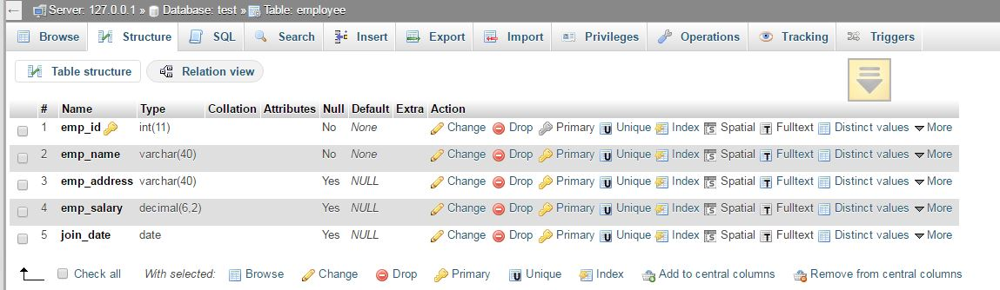 Server: 127.0.0.1 » Database: test » Table: employee
Browse Structure SQL Search Insert Export Import Privileges Operations Tracking Triggers
Table structure Relation view
# Name Type Collation Attributes Null Default Extra Action
1 emp_id int(11) No None Change Drop Primary Unique Index Spatial Fulltext Distinct values More
2 emp_name varchar(40) No None Change Drop Primary Unique Index Spatial Fulltext Distinct values More
3 emp_address varchar(40) Yes NULL Change Drop Primary Unique Index Spatial Fulltext Distinct values More
4 emp_salary decimal(6,2) Yes NULL Change Drop Primary Unique Index Spatial Fulltext Distinct values More
5 join_date date Yes NULL Change Drop Primary Unique Index Spatial Fulltext Distinct values More
Check all With selected: Browse Change Drop Primary Unique Index Add to central columns Remove from central columns